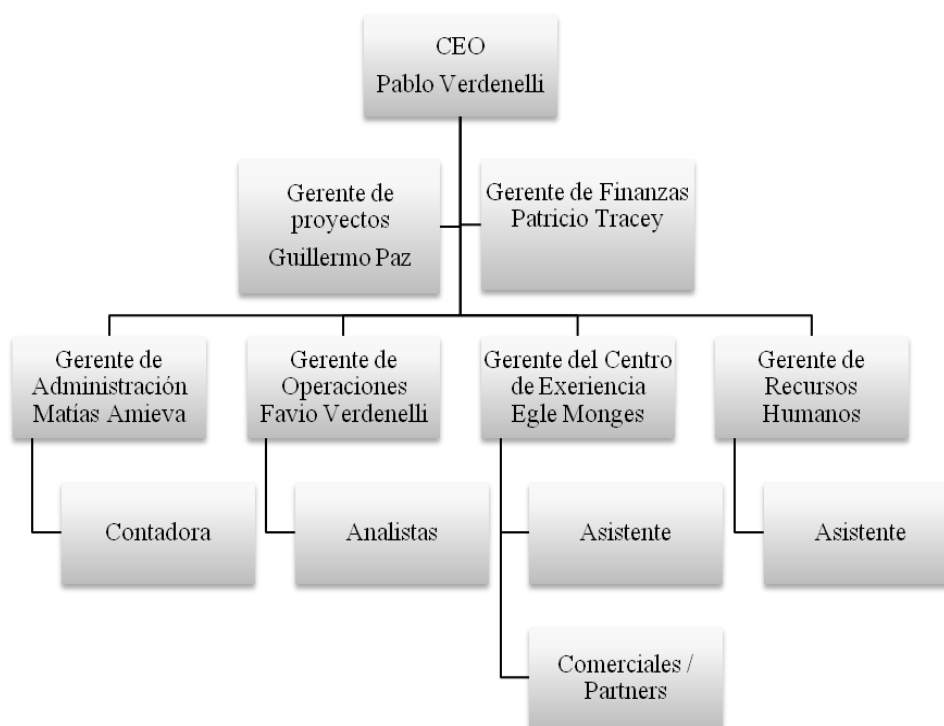 CEO
Pablo Verdenelli
Gerente de
proyectos
Guillermo Paz
Gerente de Finanzas
Patricio Tracey
Gerente de
Administración
Matías Amieva
Gerente de
Operaciones
Favio Verdenelli
Gerente del Centro
de Exeriencia
Egle Monges
Gerente de
Recursos
Humanos
Contadora
Analistas
Asistente
Asistente
Comerciales /
Partners